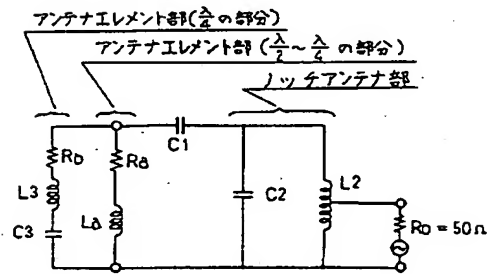 アンテナエレメント部(λ/4の部分)
アンテナエレメント部(λ/2〜λ/4の部分)
ノッチアンテナ部
C1
Rb
Ra
L3
La
C3
C2
L2
Ro=50Ω